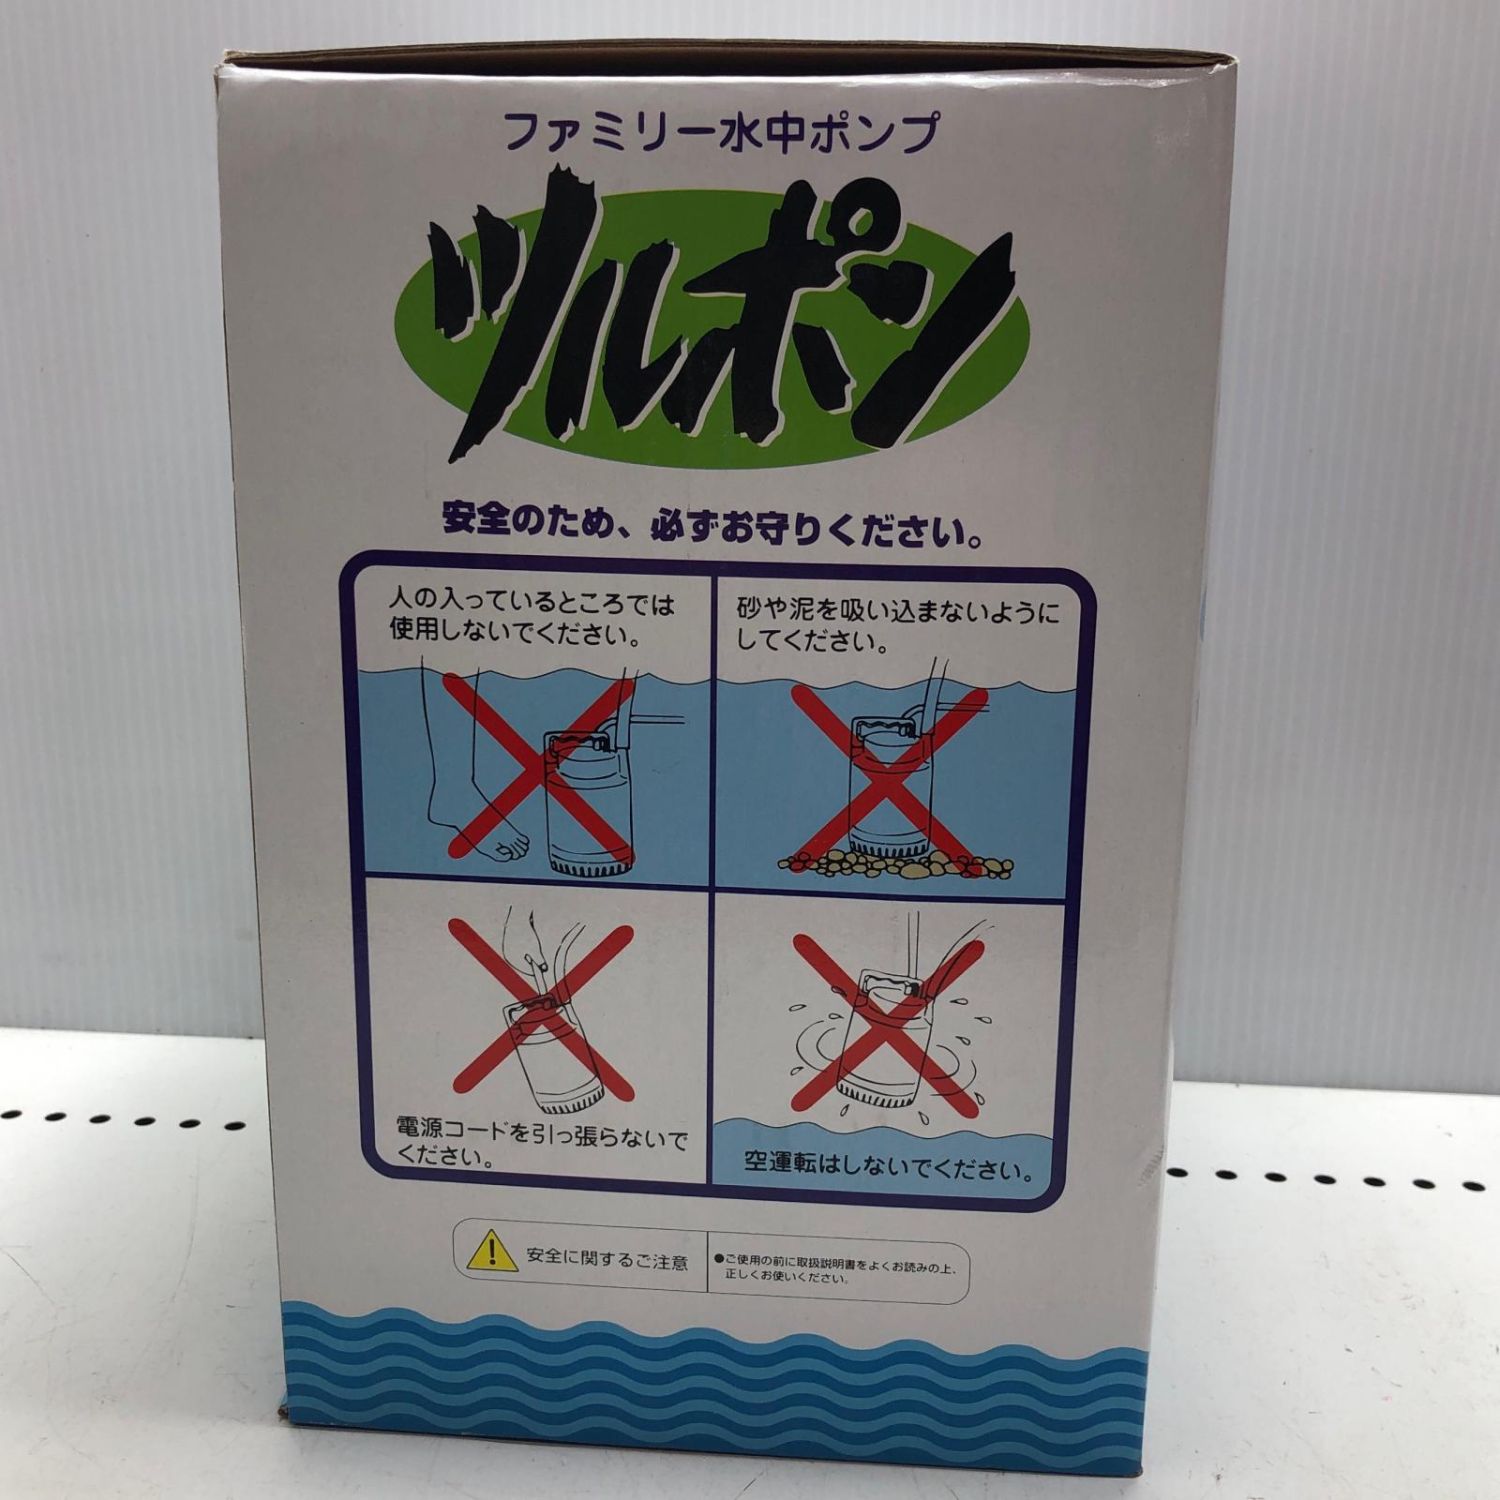 ファミリー水中ポンプ
ツルポン
安全のため、必ずお守りください。
人の入っているところでは
使用しないでください。
砂や泥を吸い込まないように
してください。
電源コードを引っ張らないで
ください。
空運転はしないでください。
安全に関するご注意
●ご使用の前に取扱説明書をよくお読みの上、
正しくお使いください。